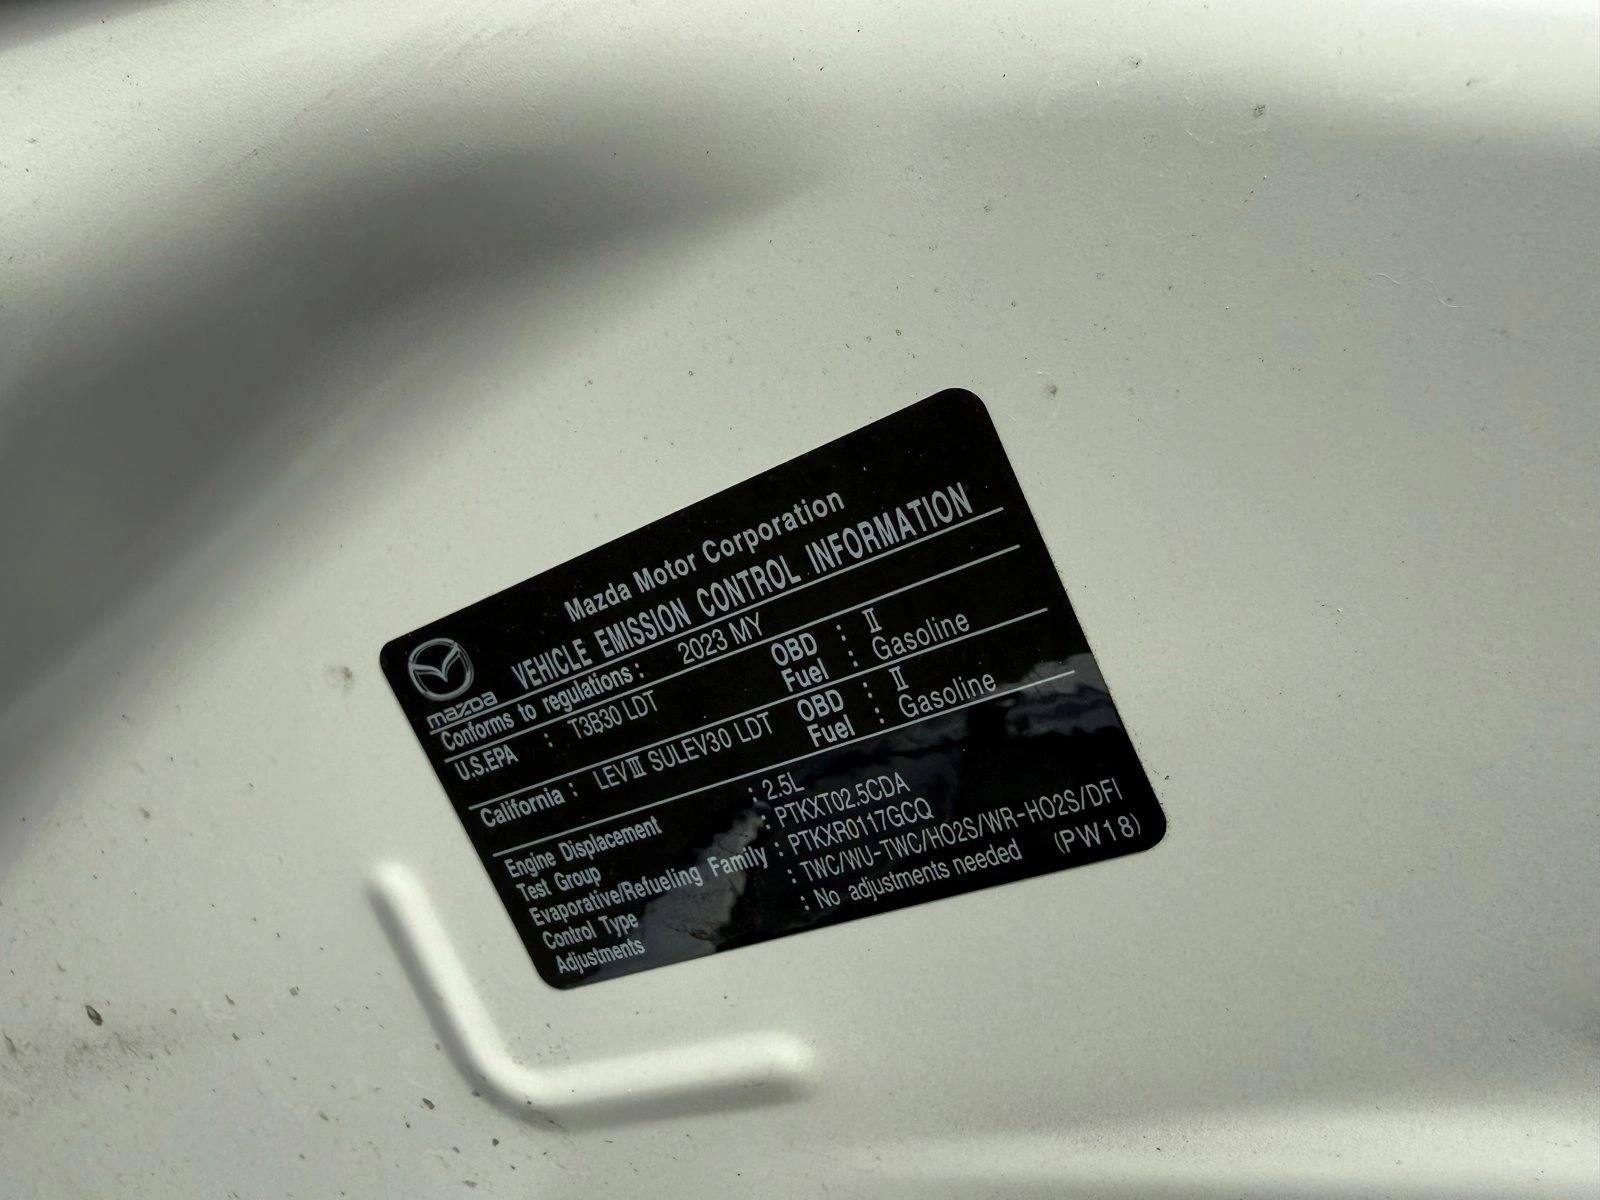 Mazda Motor Corporation
mazda VEHICLE EMISSION CONTROL INFORMATION
Conforms to regulations : 2023 MY
U.S.EPA : T3B30 LDT OBD : II
Fuel : Gasoline
California : LEVIII SULEV30 LDT OBD : II
Fuel : Gasoline
Engine Displacement : 2.5L
Test Group : PTKXT02.5CDA
Evaporative/Refueling Family : PTKXR0117GCQ
Control Type : TWC/WU-TWC/HO2S/WR-HO2S/DFI
Adjustments : No adjustments needed (PW18)